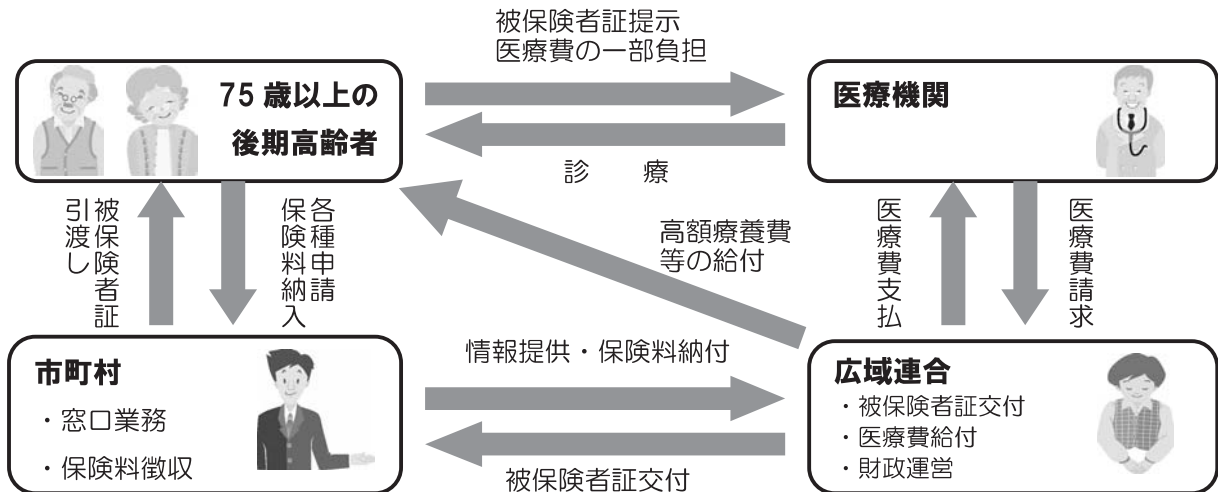 被保険者証提示
医療費の一部負担
75歳以上の
後期高齢者
医療機関
診　療
被保険者証
引渡し
各種申請
保険料納入
高額療養費
等の給付
医療費支払
医療費請求
市町村
・窓口業務
・保険料徴収
情報提供・保険料納付
被保険者証交付
広域連合
・被保険者証交付
・医療費給付
・財政運営